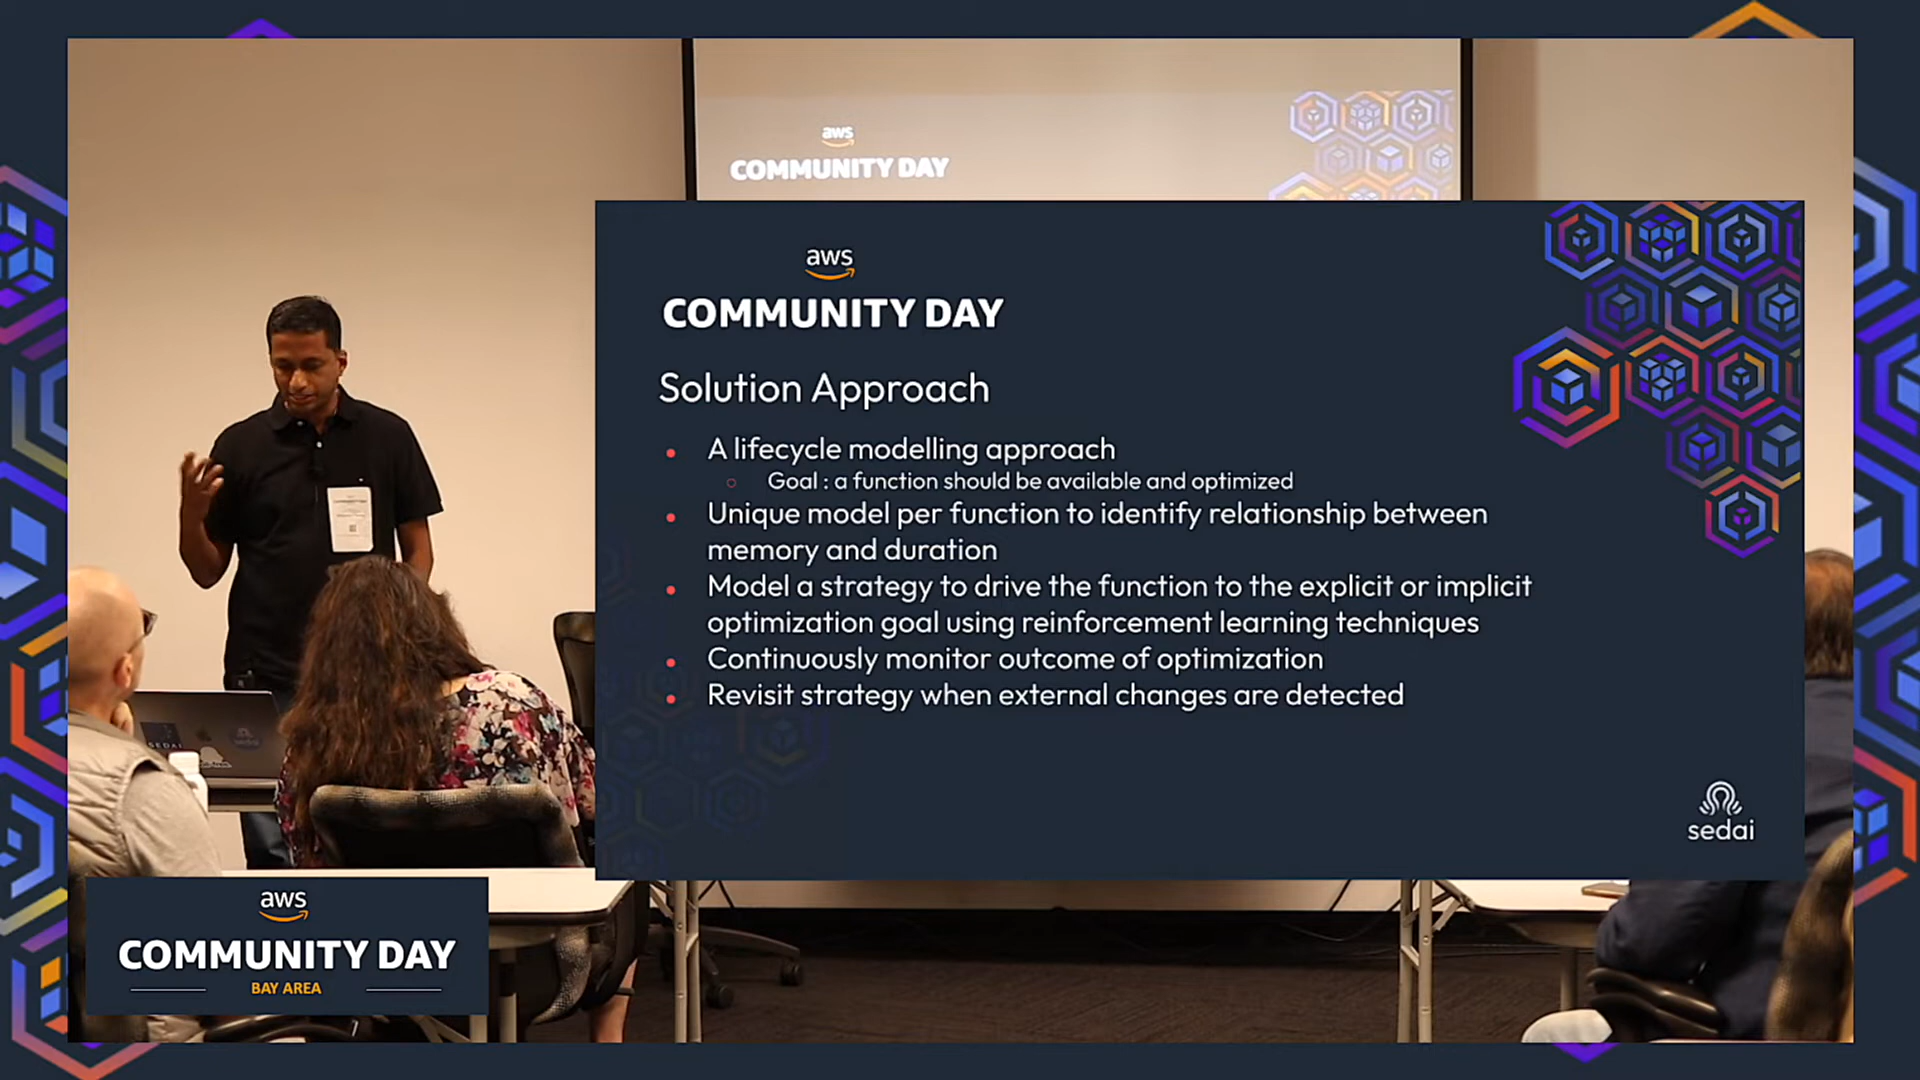 aws
COMMUNITY DAY
aws
COMMUNITY DAY
Solution Approach
A lifecycle modelling approach
Goal : a function should be available and optimized
Unique model per function to identify relationship between
memory and duration
Model a strategy to drive the function to the explicit or implicit
optimization goal using reinforcement learning techniques
Continuously monitor outcome of optimization
Revisit strategy when external changes are detected
sedai
SEDAI
sedai
aws
COMMUNITY DAY
BAY AREA